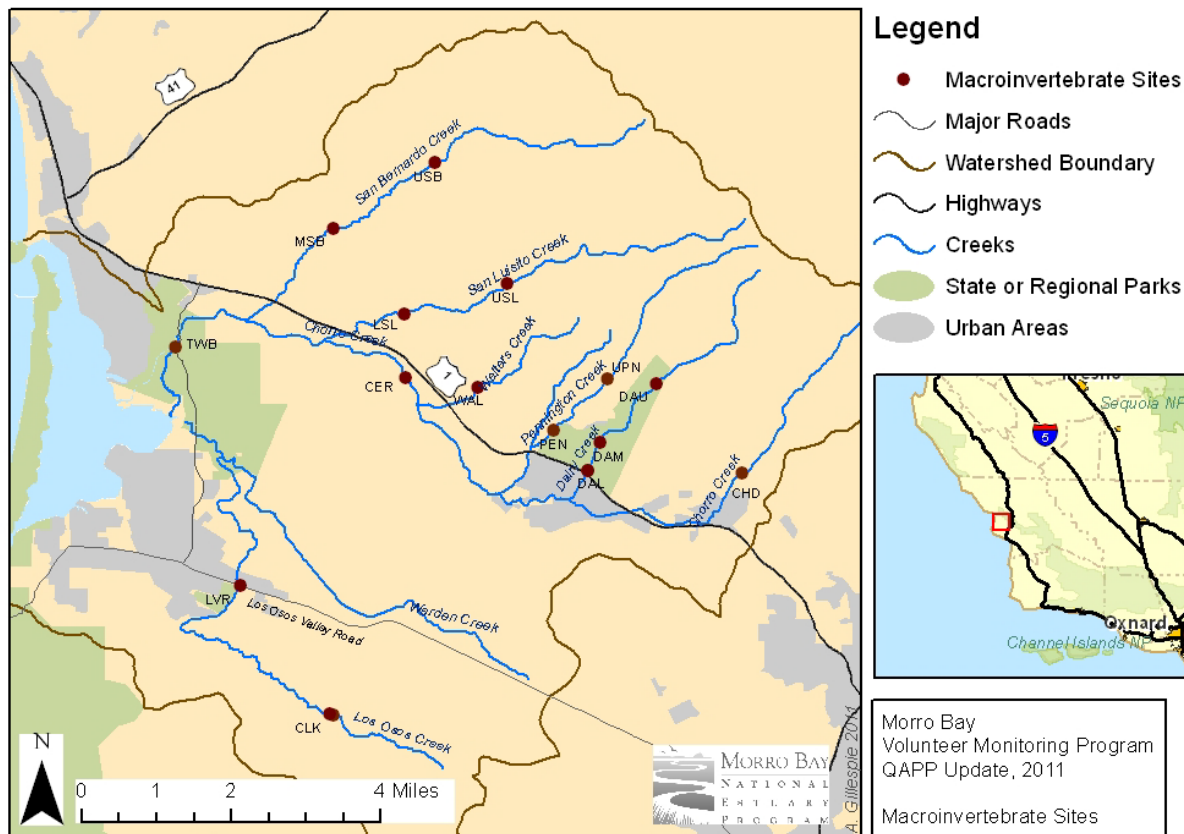 41
San Bernardo Creek
USB
MSB
San Luisito Creek
USL
LSL
Chorro Creek
TWB
CER
1
Walters Creek
WAL
UPN
DAU
Pennington Creek
PEN
DAM
Dairy Creek
DAL
Chorro Creek
CHD
LVR
Los Osos Valley Road
Warden Creek
CLK
Los Osos Creek
N
0 2 4 Miles
MORRO BAY
NATIONAL
ESTUARY
PROGRAM
A. Gillespie 2011
Legend
Macroinvertebrate Sites
Major Roads
Watershed Boundary
Highways
Creeks
State or Regional Parks
Urban Areas
Sequoia NP
5
Oxnard
Channel Islands NP
Morro Bay
Volunteer Monitoring Program
QAPP Update, 2011
Macroinvertebrate Sites